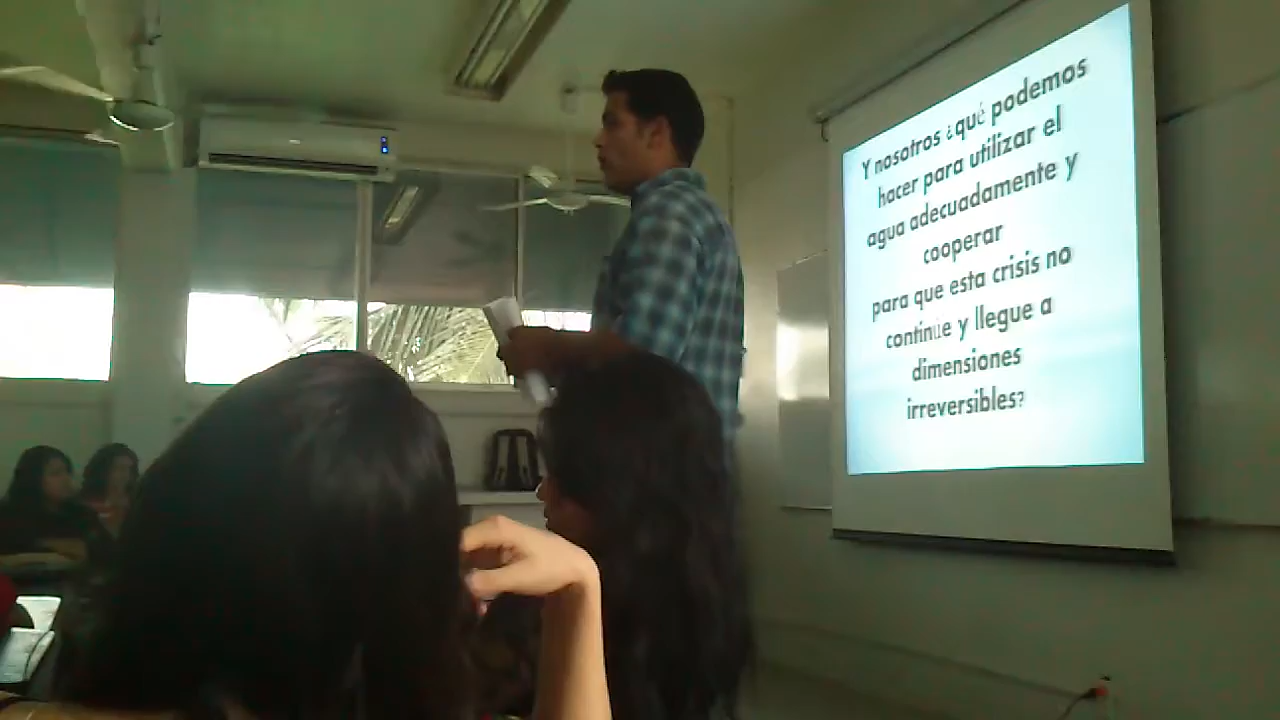 Y nosotros ¿qué podemos
hacer para utilizar el
agua adecuadamente y
cooperar
para que esta crisis no
continúe y llegue a
dimensiones
irreversibles?